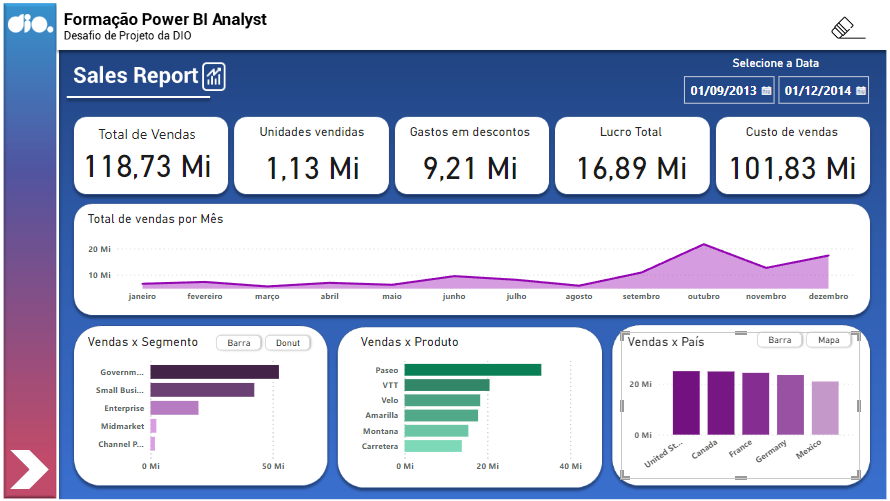 dio.
Formação Power BI Analyst
Desafio de Projeto da DIO
Sales Report
Selecione a Data
01/09/2013 01/12/2014
Total de Vendas
118,73 Mi
Unidades vendidas
1,13 Mi
Gastos em descontos
9,21 Mi
Lucro Total
16,89 Mi
Custo de vendas
101,83 Mi
Total de vendas por Mês
20 Mi
10 Mi
janeiro fevereiro março abril maio junho julho agosto setembro outubro novembro dezembro
Vendas x Segmento
Barra Donut
Governm...
Small Busi...
Enterprise
Midmarket
Channel P...
0 Mi 50 Mi
Vendas x Produto
Paseo
VTT
Velo
Amarilla
Montana
Carretera
0 Mi 20 Mi 40 Mi
Vendas x País
Barra Mapa
20 Mi
0 Mi
United St... Canada France Germany Mexico